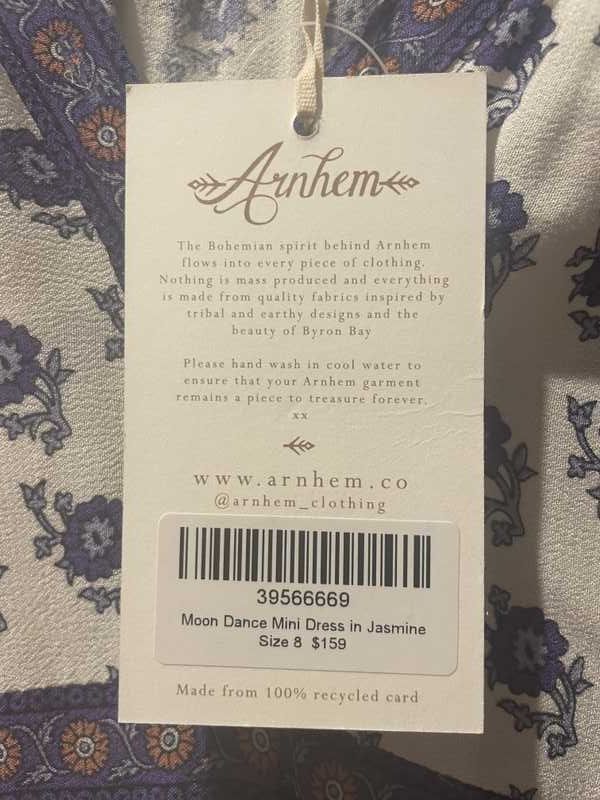 Arnhem
The Bohemian spirit behind Arnhem
flows into every piece of clothing.
Nothing is mass produced and everything
is made from quality fabrics inspired by
tribal and earthy designs and the
beauty of Byron Bay
Please hand wash in cool water to
ensure that your Arnhem garment
remains a piece to treasure forever.
xx
www.arnhem.co
@arnhem_clothing
39566669
Moon Dance Mini Dress in Jasmine
Size 8 $159
Made from 100% recycled card